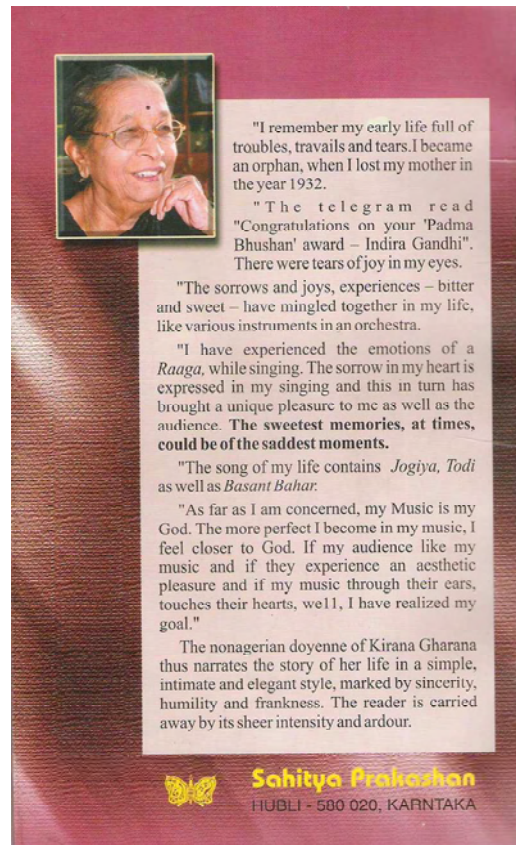 "I remember my early life full of
troubles, travails and tears.I became
an orphan, when I lost my mother in
the year 1932.
"The telegram read
"Congratulations on your 'Padma
Bhushan' award – Indira Gandhi".
There were tears of joy in my eyes.
"The sorrows and joys, experiences – bitter
and sweet – have mingled together in my life,
like various instruments in an orchestra.
"I have experienced the emotions of a
Raaga, while singing. The sorrow in my heart is
expressed in my singing and this in turn has
brought a unique pleasure to me as well as the
audience. The sweetest memories, at times,
could be of the saddest moments.
"The song of my life contains Jogiya, Todi
as well as Basant Bahar.
"As far as I am concerned, my Music is my
God. The more perfect I become in my music, I
feel closer to God. If my audience like my
music and if they experience an aesthetic
pleasure and if my music through their ears,
touches their hearts, well, I have realized my
goal."
The nonagerian doyenne of Kirana Gharana
thus narrates the story of her life in a simple,
intimate and elegant style, marked by sincerity,
humility and frankness. The reader is carried
away by its sheer intensity and ardour.
Sahitya Prakashan
HUBLI - 580 020, KARNTAKA